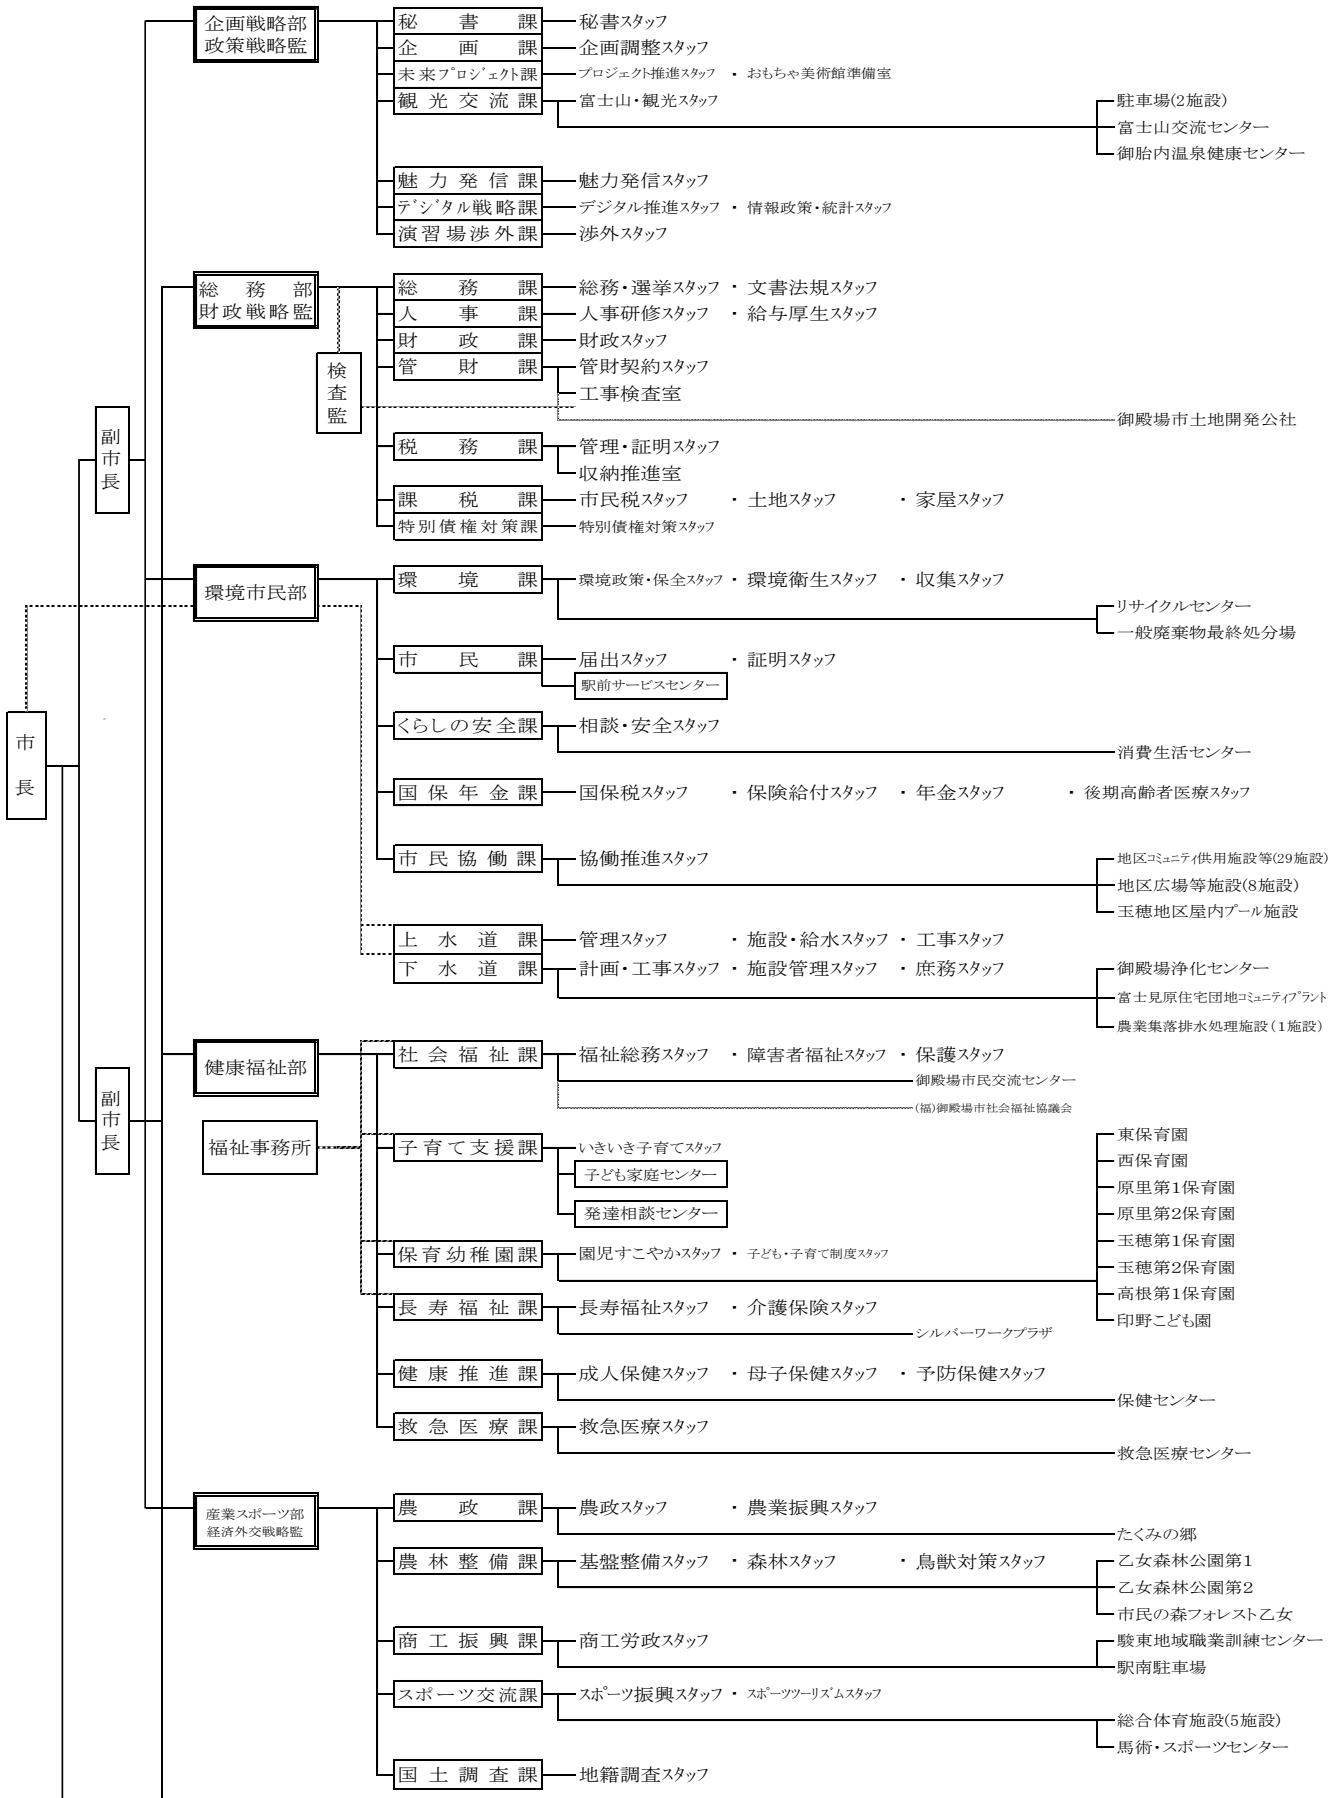 企画戦略部
政策戦略監
秘書課 秘書スタッフ
企画課 企画調整スタッフ
未来プロジェクト課 プロジェクト推進スタッフ ・ おもちゃ美術館準備室
観光交流課 富士山・観光スタッフ
駐車場(2施設)
富士山交流センター
御胎内温泉健康センター
魅力発信課 魅力発信スタッフ
デジタル戦略課 デジタル推進スタッフ ・ 情報政策・統計スタッフ
演習場渉外課 渉外スタッフ
総務部
財政戦略監
総務課 総務・選挙スタッフ ・ 文書法規スタッフ
人事課 人事研修スタッフ ・ 給与厚生スタッフ
財政課 財政スタッフ
管財課 管財契約スタッフ
検査監
工事検査室
御殿場市土地開発公社
副市長
税務課 管理・証明スタッフ
収納推進室
課税課 市民税スタッフ ・ 土地スタッフ ・ 家屋スタッフ
特別債権対策課 特別債権対策スタッフ
環境市民部
環境課 環境政策・保全スタッフ ・ 環境衛生スタッフ ・ 収集スタッフ
リサイクルセンター
一般廃棄物最終処分場
市民課 届出スタッフ ・ 証明スタッフ
駅前サービスセンター
市長
くらしの安全課 相談・安全スタッフ
消費生活センター
国保年金課 国保税スタッフ ・ 保険給付スタッフ ・ 年金スタッフ ・ 後期高齢者医療スタッフ
市民協働課 協働推進スタッフ
地区コミュニティ供用施設等(29施設)
地区広場等施設(8施設)
玉穂地区屋内プール施設
上水道課 管理スタッフ ・ 施設・給水スタッフ ・ 工事スタッフ
下水道課 計画・工事スタッフ ・ 施設管理スタッフ ・ 庶務スタッフ
御殿場浄化センター
富士見原住宅団地コミュニティプラント
農業集落排水処理施設(1施設)
健康福祉部
社会福祉課 福祉総務スタッフ ・ 障害者福祉スタッフ ・ 保護スタッフ
御殿場市民交流センター
(福)御殿場市社会福祉協議会
副市長
福祉事務所
子育て支援課 いきいき子育てスタッフ
子ども家庭センター
発達相談センター
保育幼稚園課 園児すこやかスタッフ ・ 子ども・子育て制度スタッフ
東保育園
西保育園
原里第1保育園
原里第2保育園
玉穂第1保育園
玉穂第2保育園
高根第1保育園
印野こども園
長寿福祉課 長寿福祉スタッフ ・ 介護保険スタッフ
シルバーワークプラザ
健康推進課 成人保健スタッフ ・ 母子保健スタッフ ・ 予防保健スタッフ
保健センター
救急医療課 救急医療スタッフ
救急医療センター
産業スポーツ部
経済外交戦略監
農政課 農政スタッフ ・ 農業振興スタッフ
たくみの郷
農林整備課 基盤整備スタッフ ・ 森林スタッフ ・ 鳥獣対策スタッフ
乙女森林公園第1
乙女森林公園第2
市民の森フォレスト乙女
商工振興課 商工労政スタッフ
駿東地域職業訓練センター
駅南駐車場
スポーツ交流課 スポーツ振興スタッフ ・ スポーツツーリズムスタッフ
総合体育施設(5施設)
馬術・スポーツセンター
国土調査課 地籍調査スタッフ